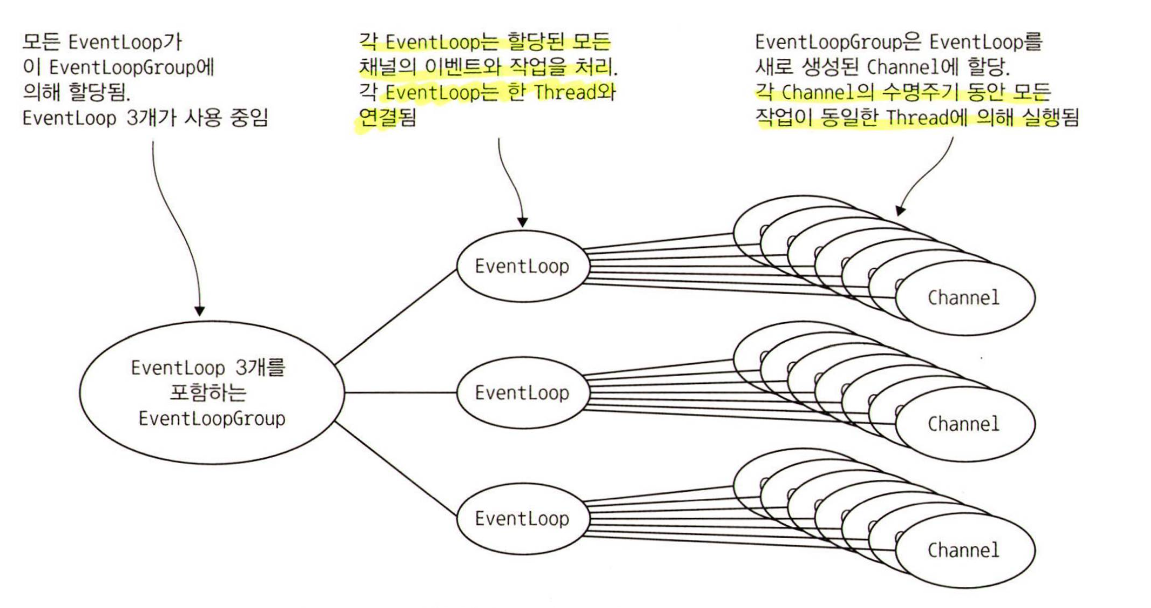 모든 EventLoop가
이 EventLoopGroup에
의해 할당됨.
EventLoop 3개가 사용 중임
각 EventLoop는 할당된 모든
채널의 이벤트와 작업을 처리.
각 EventLoop는 한 Thread와
연결됨
EventLoopGroup은 EventLoop를
새로 생성된 Channel에 할당.
각 Channel의 수명주기 동안 모든
작업이 동일한 Thread에 의해 실행됨
EventLoop
Channel
EventLoop 3개를
포함하는
EventLoopGroup
EventLoop
Channel
EventLoop
Channel